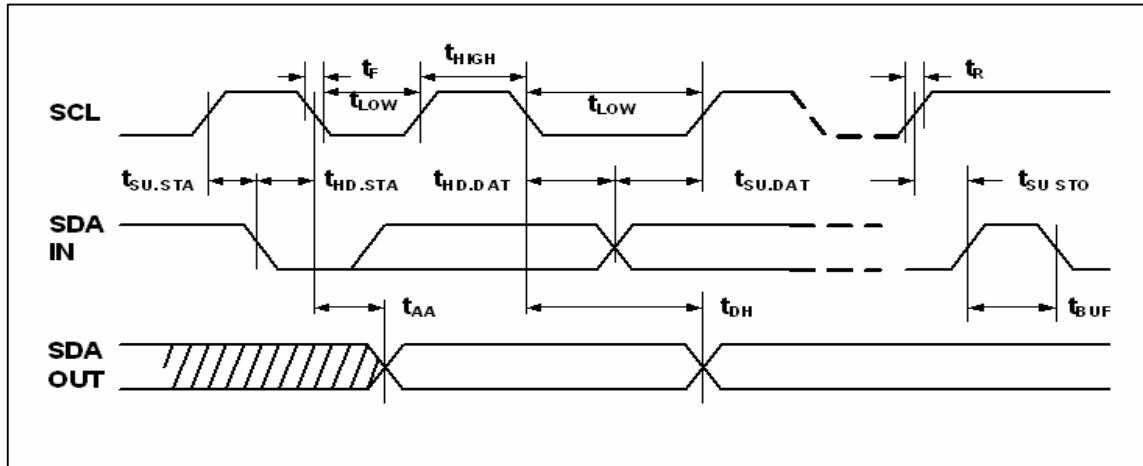 tF
tHIGH
tR
SCL
tLOW
tLOW
tSU.STA
tHD.STA
tHD.DAT
tSU.DAT
tSU STO
SDA
IN
tAA
tDH
tBUF
SDA
OUT